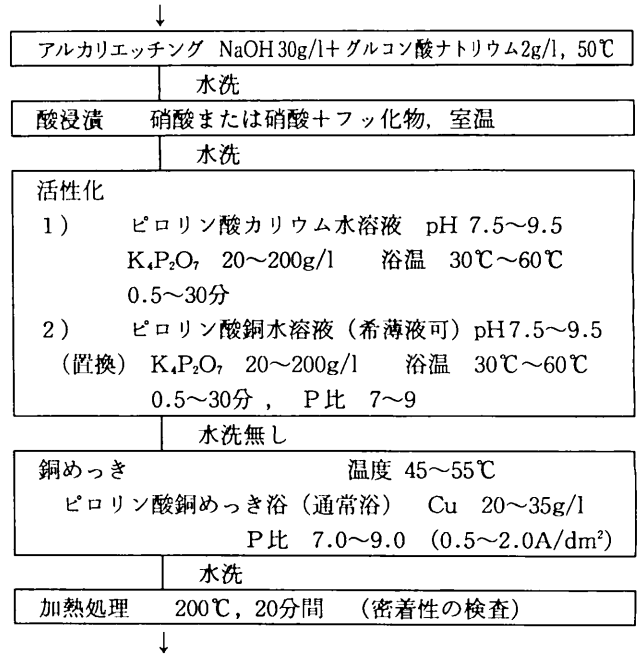 アルカリエッチング NaOH 30g/l+グルコン酸ナトリウム2g/l, 50℃
水洗
酸浸漬 硝酸または硝酸+フッ化物, 室温
水洗
活性化
1) ピロリン酸カリウム水溶液 pH 7.5~9.5
K₄P₂O₇ 20~200g/l 浴温 30℃~60℃
0.5~30分
2) ピロリン酸銅水溶液(希薄液可)pH7.5~9.5
(置換) K₄P₂O₇ 20~200g/l 浴温 30℃~60℃
0.5~30分, P比 7~9
水洗無し
銅めっき 温度 45~55℃
ピロリン酸銅めっき浴(通常浴) Cu 20~35g/l
P比 7.0~9.0 (0.5~2.0A/dm²)
水洗
加熱処理 200℃, 20分間 (密着性の検査)